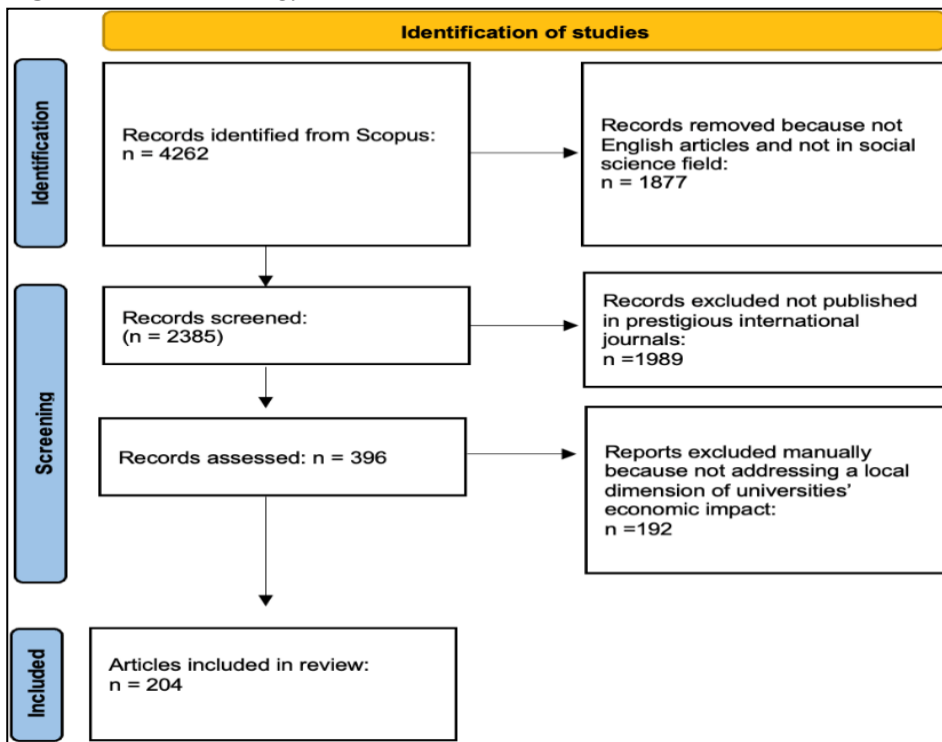 Identification of studies
Identification
Records identified from Scopus:
n = 4262
Records removed because not
English articles and not in social
science field:
n = 1877
Screening
Records screened:
(n = 2385)
Records excluded not published
in prestigious international
journals:
n =1989
Records assessed: n = 396
Reports excluded manually
because not addressing a local
dimension of universities’
economic impact:
n =192
Included
Articles included in review:
n = 204